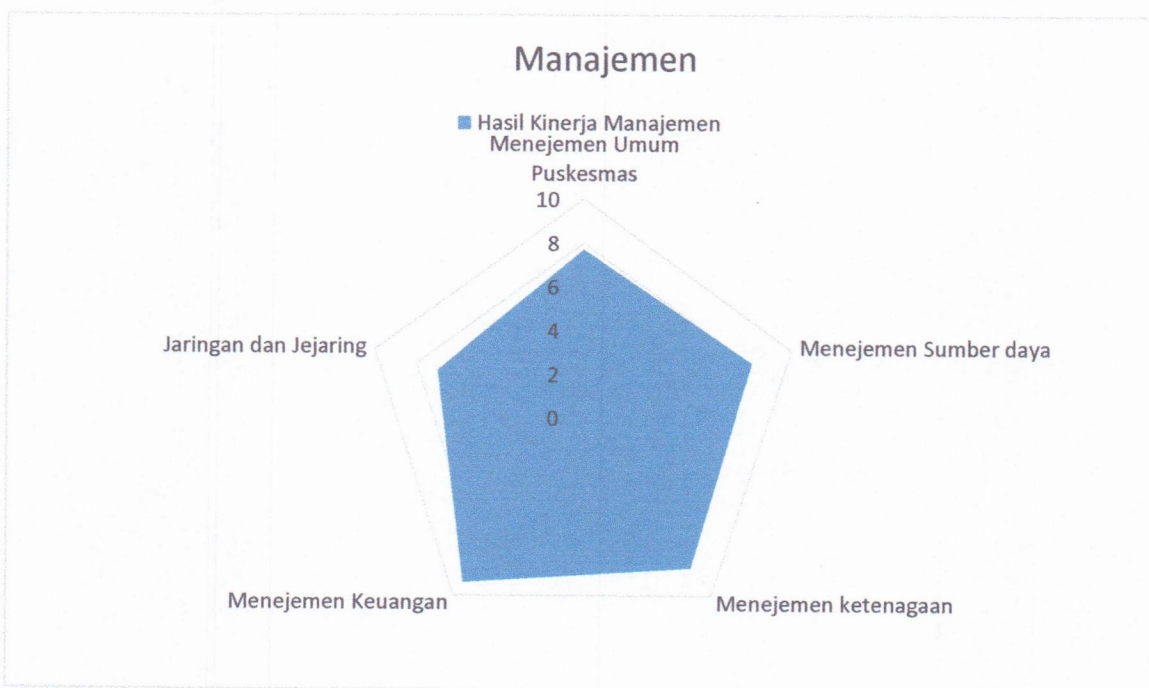 Manajemen
Hasil Kinerja Manajemen
Menejemen Umum
Puskesmas
10
8
6
4
2
0
Jaringan dan Jejaring
Menejemen Sumber daya
Menejemen Keuangan
Menejemen ketenagaan